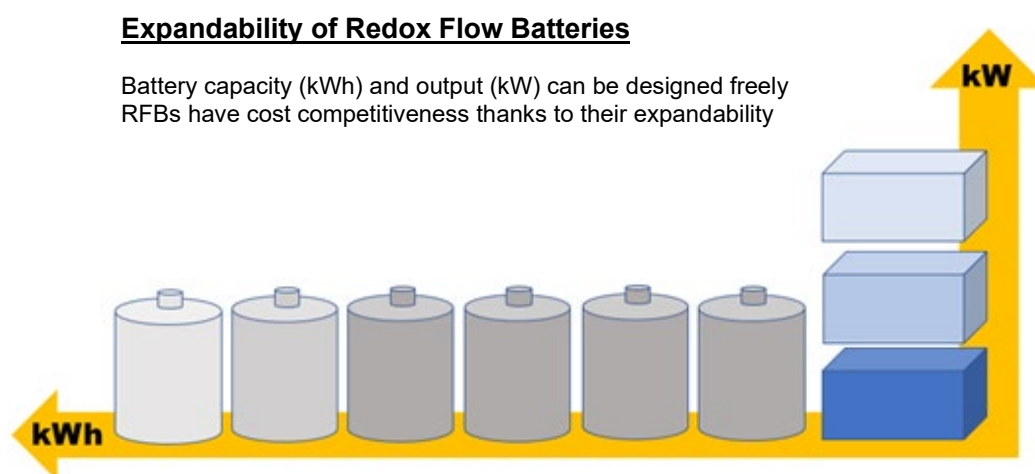 Expandability of Redox Flow Batteries
Battery capacity (kWh) and output (kW) can be designed freely
RFBs have cost competitiveness thanks to their expandability
kW
kWh